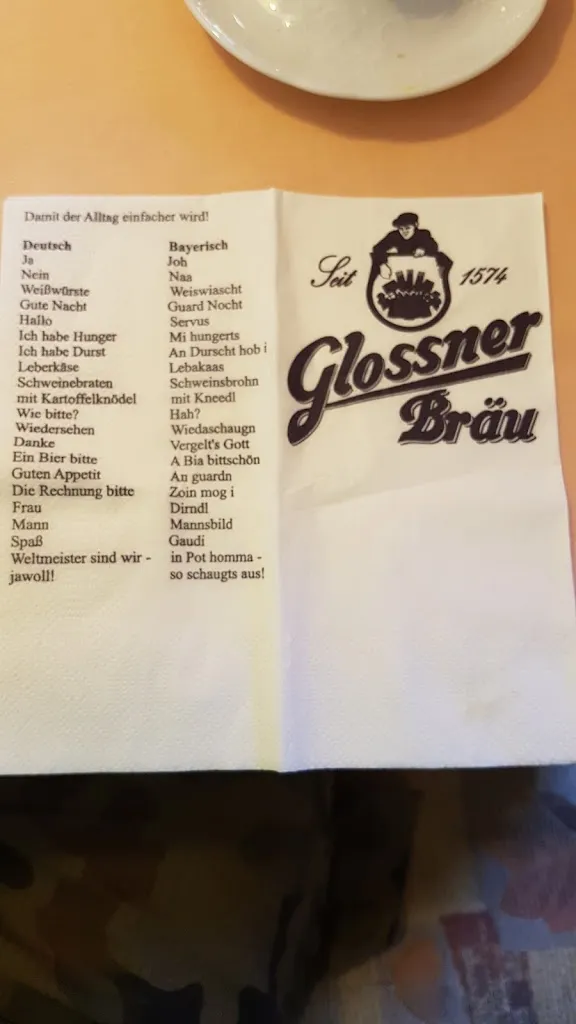 Damit der Alltag einfacher wird!
Deutsch Bayerisch
Ja Joh
Nein Naa
Weißwürste Weiswiascht
Gute Nacht Guard Nocht
Hallo Servus
Ich habe Hunger Mi hungerts
Ich habe Durst An Durscht hob i
Leberkäse Lebakaas
Schweinebraten Schweinsbrohn
mit Kartoffelknödel mit Kneedl
Wie bitte? Hah?
Wiedersehen Wiedaschaugn
Danke Vergelt's Gott
Ein Bier bitte A Bia bittschön
Guten Appetit An guardn
Die Rechnung bitte Zoin mog i
Frau Dirndl
Mann Mannsbild
Spaß Gaudi
Weltmeister sind wir - in Pot homma -
jawoll! so schaugts aus!
Seit 1574
Glossner
Bräu